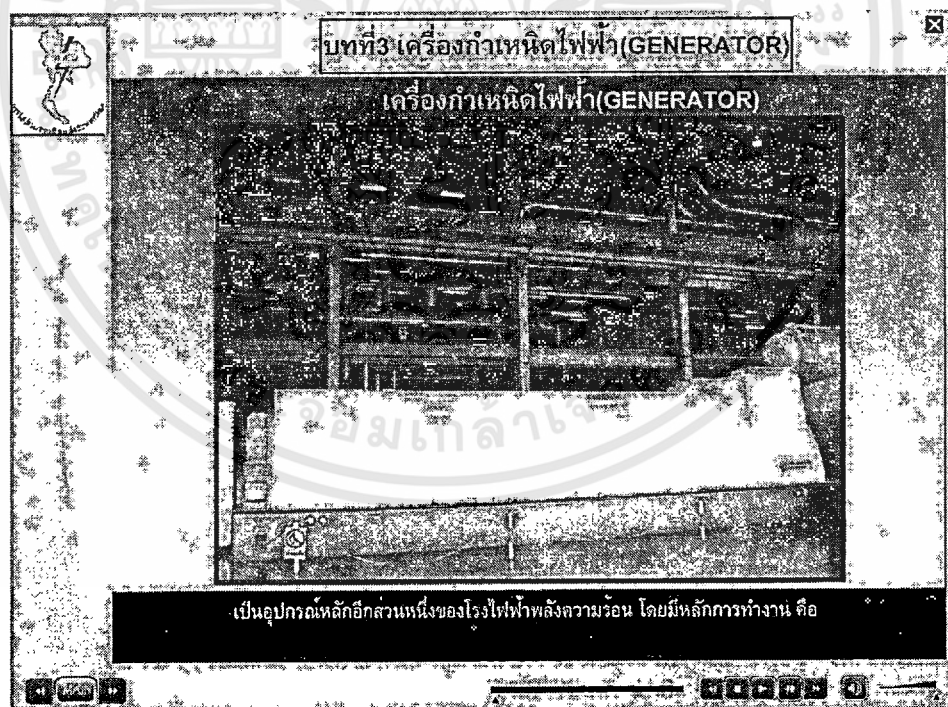 บทที่3 เครื่องกำเหนิดไฟฟ้า(GENERATOR)
เครื่องกำเหนิดไฟฟ้า(GENERATOR)
เป็นอุปกรณ์หลักอีกส่วนหนึ่งของโรงไฟฟ้าพลังความร้อน โดยมีหลักการทำงาน คือ